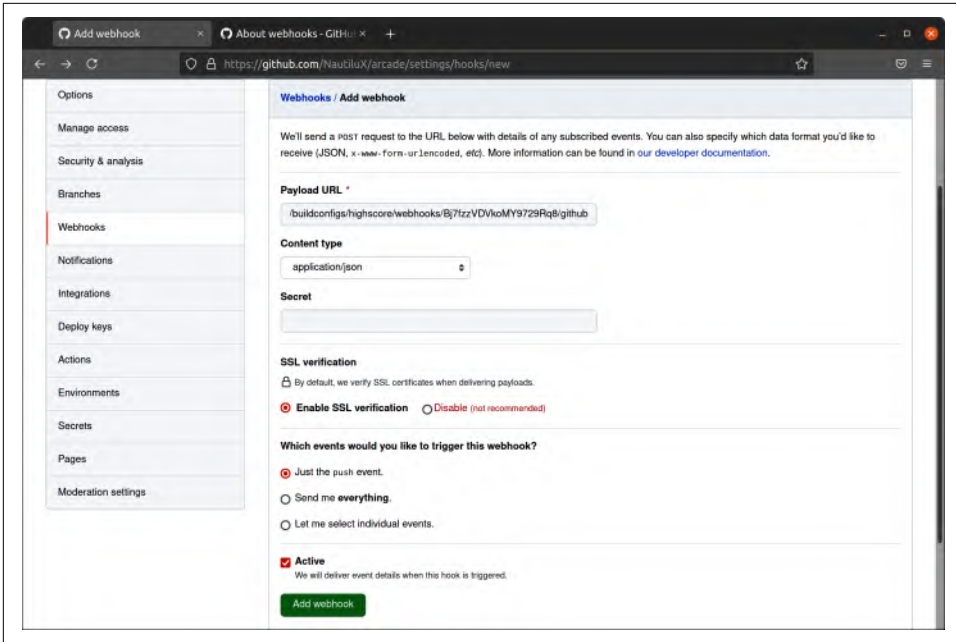 Add webhook
About webhooks - GitHu
https://github.com/NautiluX/arcade/settings/hooks/new
Options
Manage access
Security & analysis
Branches
Webhooks
Notifications
Integrations
Deploy keys
Actions
Environments
Secrets
Pages
Moderation settings
Webhooks / Add webhook
We'll send a POST request to the URL below with details of any subscribed events. You can also specify which data format you'd like to
receive (JSON, x-www-form-urlencoded, etc). More information can be found in our developer documentation.
Payload URL *
/buildconfigs/highscore/webhooks/Bj7fzzVDVkoMY9729Rq8/github
Content type
application/json
Secret
SSL verification
By default, we verify SSL certificates when delivering payloads.
Enable SSL verification Disable (not recommended)
Which events would you like to trigger this webhook?
Just the push event.
Send me everything.
Let me select individual events.
Active
We will deliver event details when this hook is triggered.
Add webhook